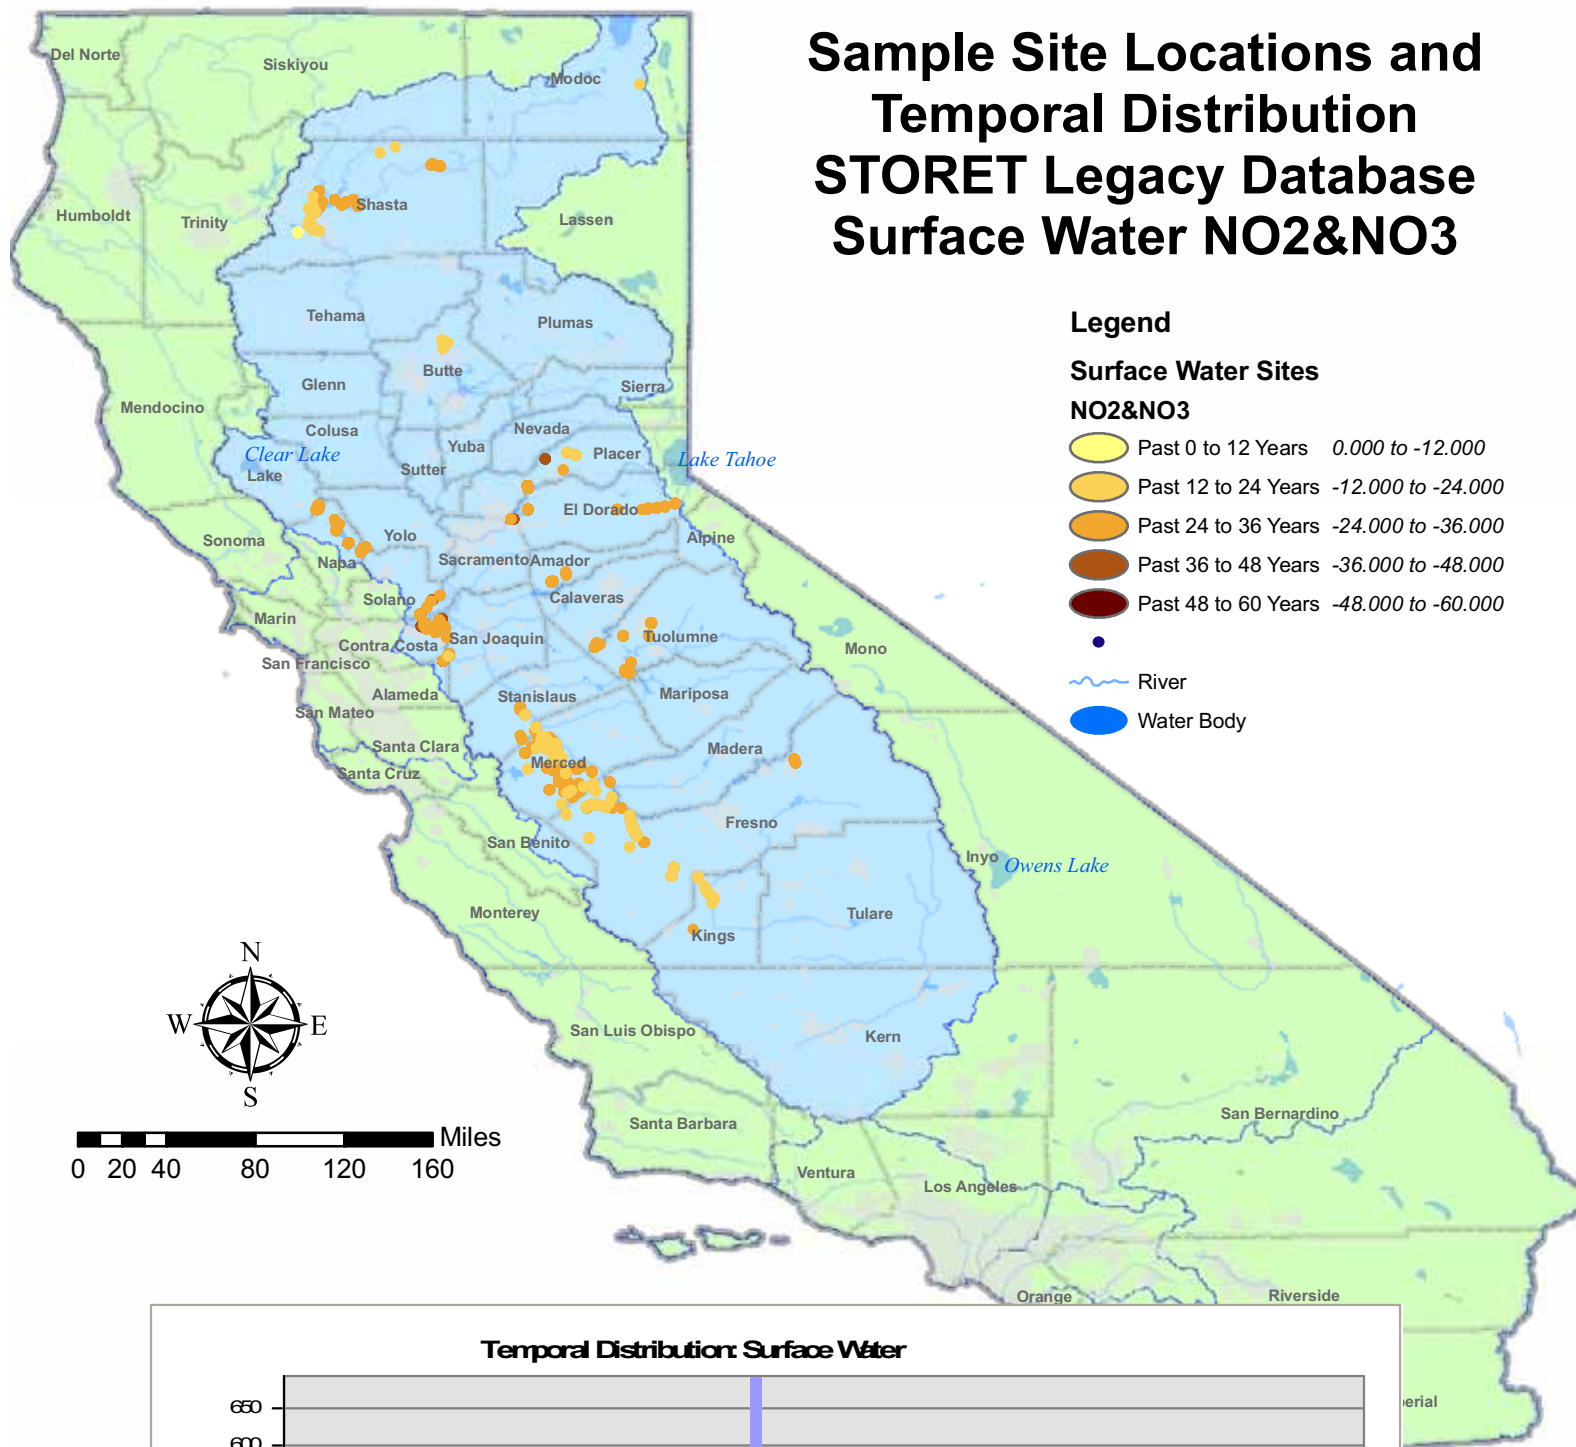 Sample Site Locations and
Temporal Distribution
STORET Legacy Database
Surface Water NO2&NO3
Legend
Surface Water Sites
NO2&NO3
Past 0 to 12 Years 0.000 to -12.000
Past 12 to 24 Years -12.000 to -24.000
Past 24 to 36 Years -24.000 to -36.000
Past 36 to 48 Years -36.000 to -48.000
Past 48 to 60 Years -48.000 to -60.000
River
Water Body
Del Norte
Siskiyou
Modoc
Humboldt
Trinity
Shasta
Lassen
Tehama
Plumas
Butte
Glenn
Sierra
Mendocino
Colusa
Nevada
Yuba
Placer
Clear Lake
Lake Tahoe
Lake
Sutter
El Dorado
Sonoma
Yolo
Alpine
Napa
Sacramento
Amador
Solano
Calaveras
Marin
San Joaquin
Tuolumne
Contra Costa
Mono
San Francisco
Alameda
Stanislaus
Mariposa
San Mateo
Santa Clara
Madera
Merced
Santa Cruz
Fresno
San Benito
Inyo
Owens Lake
Monterey
Tulare
Kings
San Luis Obispo
Kern
Santa Barbara
San Bernardino
Ventura
Los Angeles
Orange
Riverside
erial
N
W
E
S
Miles
0 20 40 80 120 160
Temporal Distribution: Surface Water
650
600